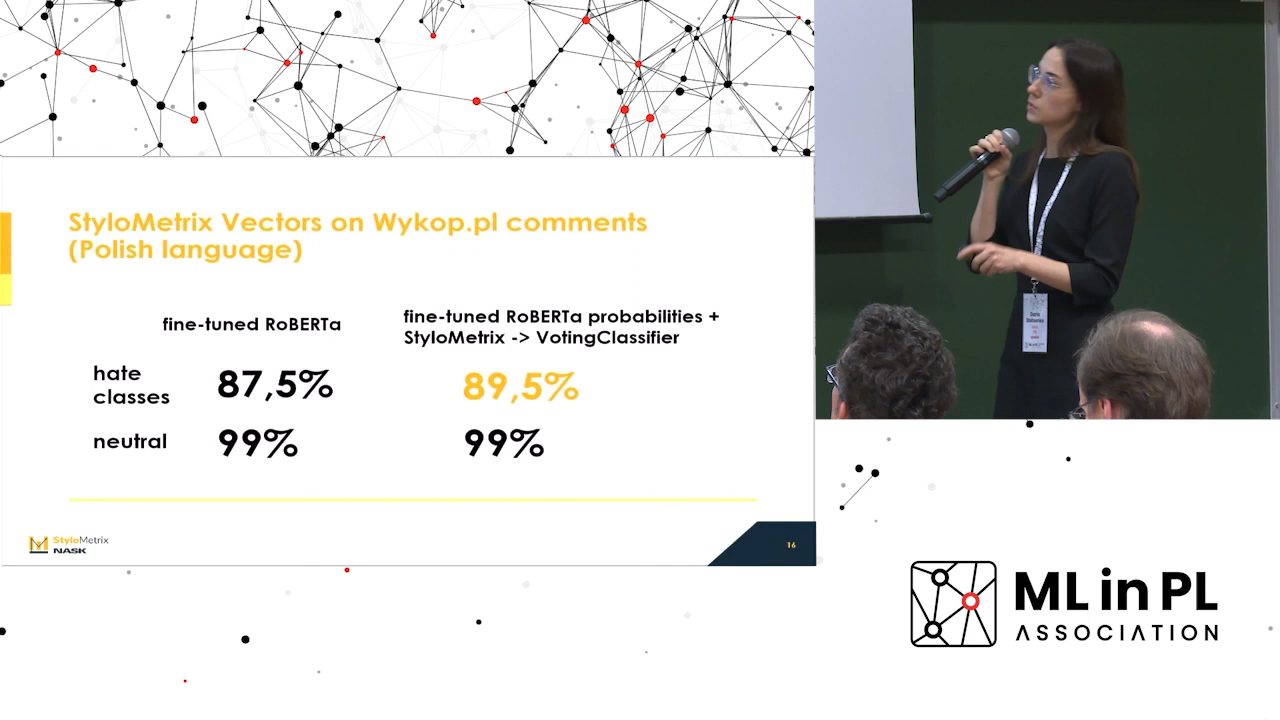 StyloMetrix Vectors on Wykop.pl comments
(Polish language)
fine-tuned RoBERTa
fine-tuned RoBERTa probabilities +
StyloMetrix -> VotingClassifier
hate
classes
87,5%
89,5%
neutral
99%
99%
StyloMetrix
NASK
16
ML in PL
ASSOCIATION